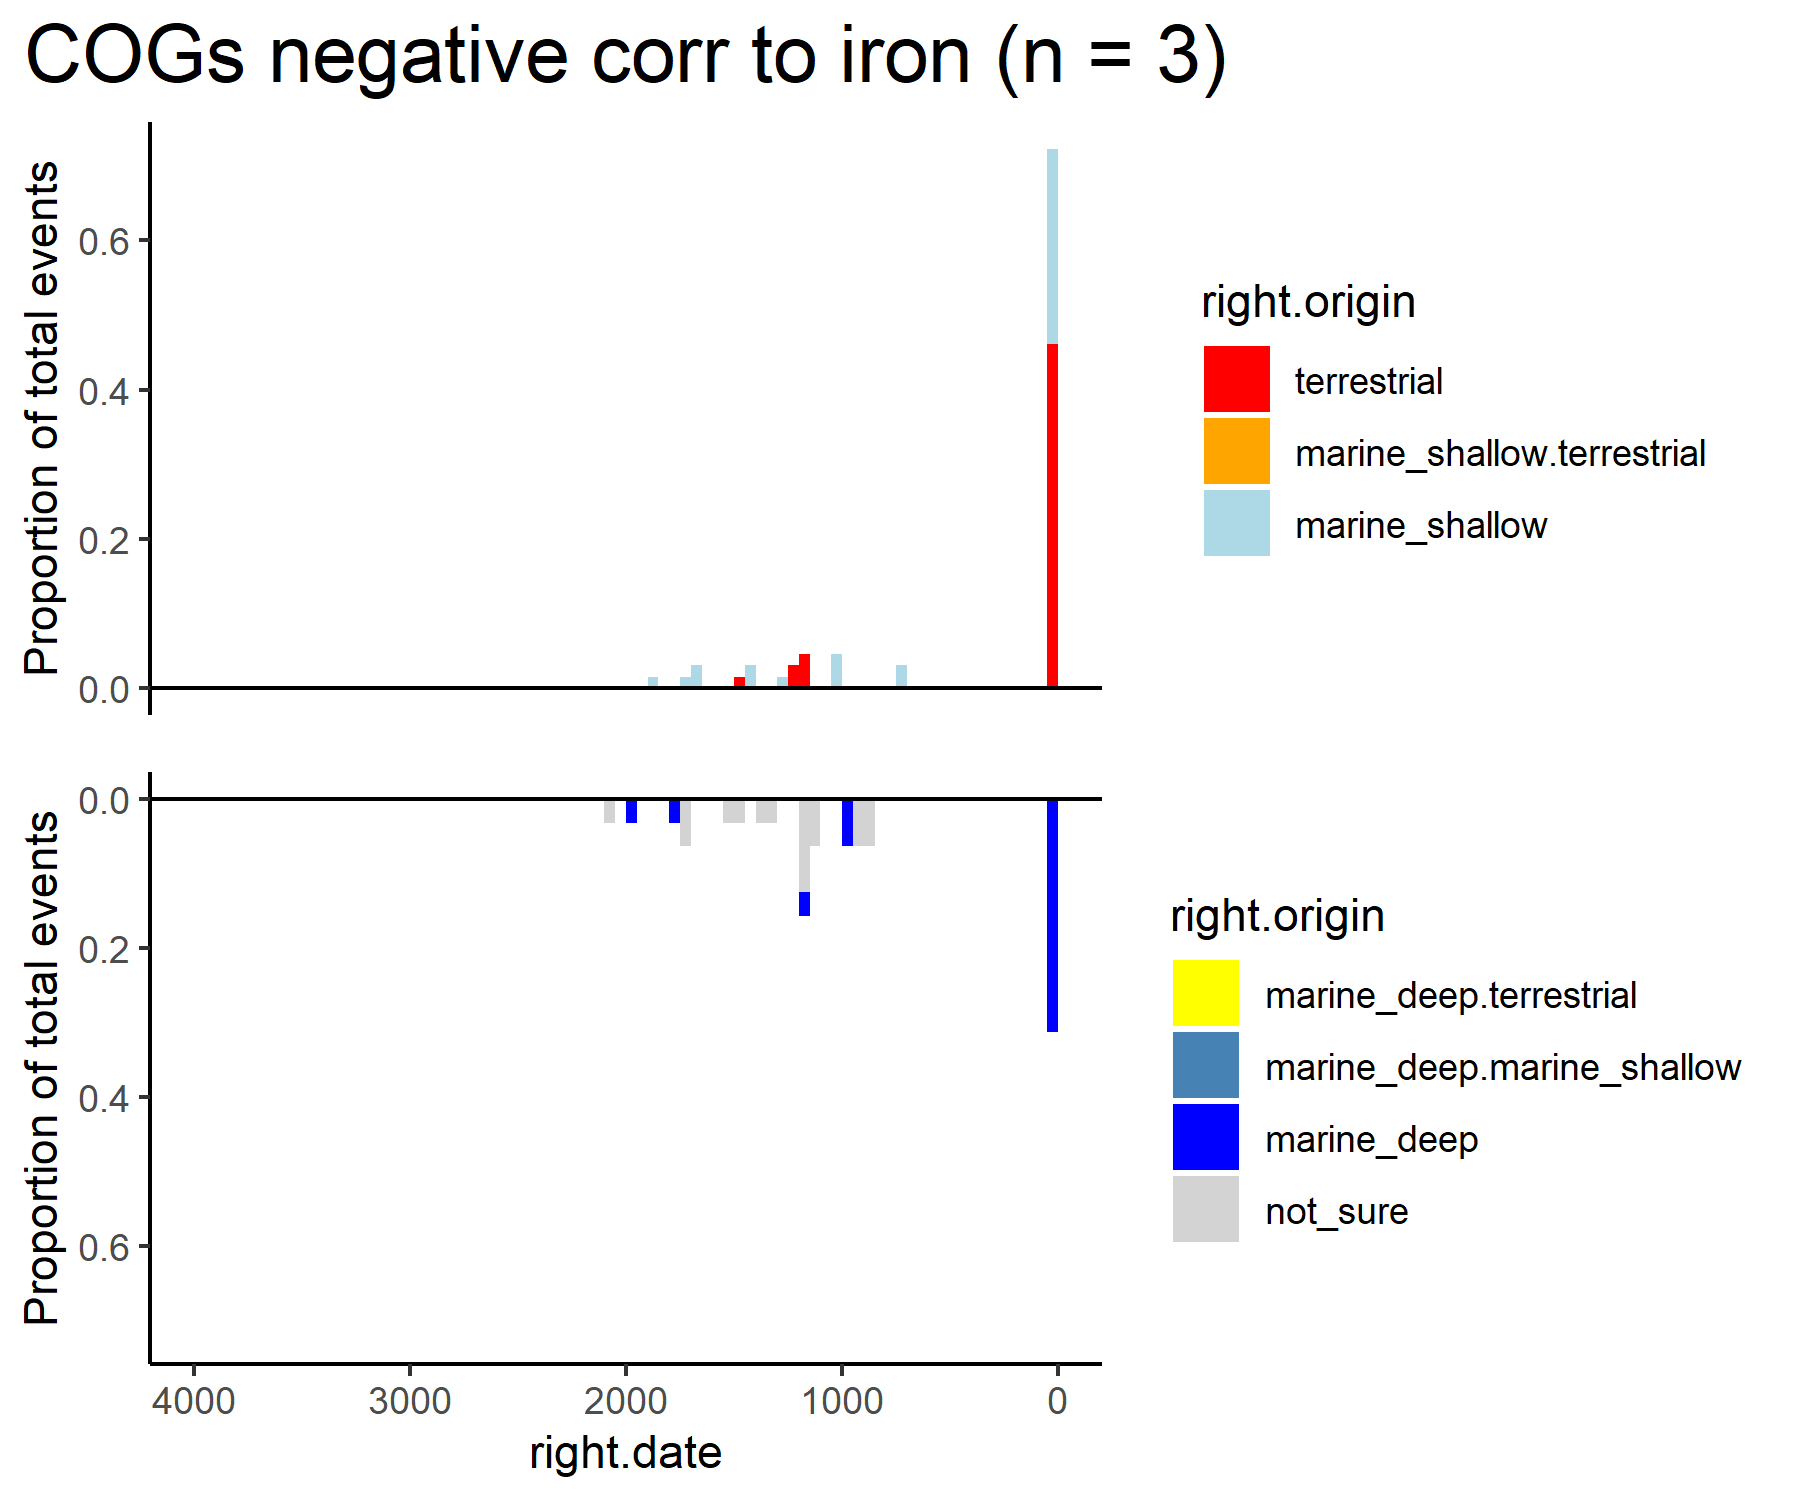 COGs negative corr to iron (n = 3)
Proportion of total events
0.6
0.4
0.2
0.0
right.origin
terrestrial
marine_shallow.terrestrial
marine_shallow
Proportion of total events
0.0
0.2
0.4
0.6
4000 3000 2000 1000 0
right.date
right.origin
marine_deep.terrestrial
marine_deep.marine_shallow
marine_deep
not_sure